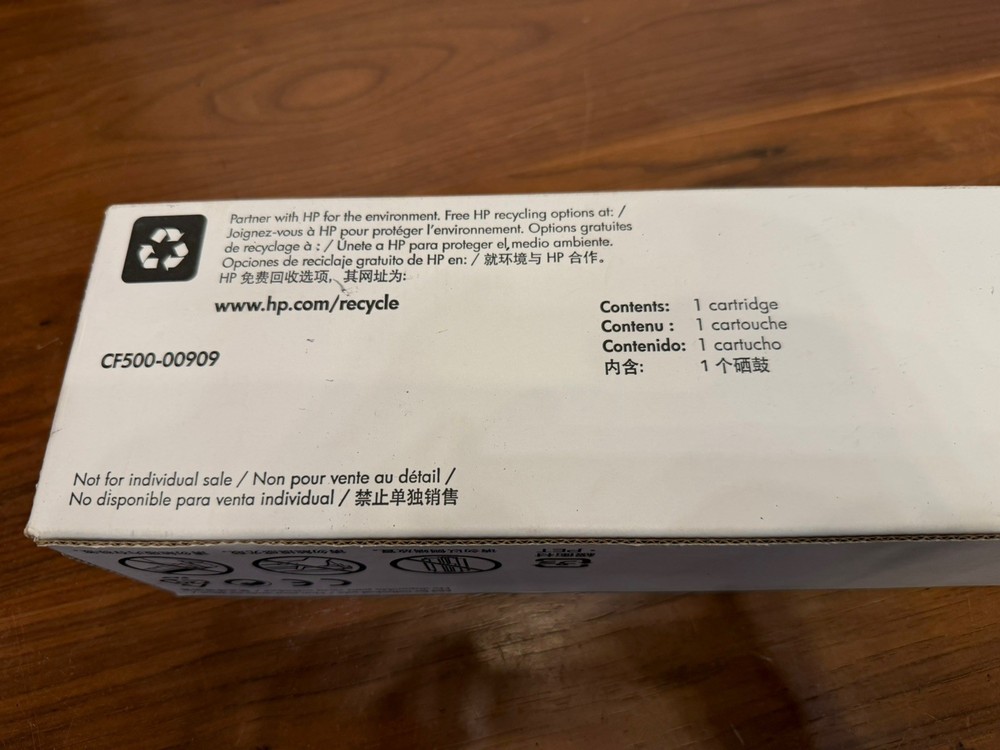 Partner with HP for the environment. Free HP recycling options at: /
Joignez-vous à HP pour protéger l'environnement. Options gratuites
de recyclage à : / Únete a HP para proteger el medio ambiente.
Opciones de reciclaje gratuito de HP en: / 就环境与 HP 合作。
HP 免费回收选项，其网址为:
www.hp.com/recycle
CF500-00909
Contents: 1 cartridge
Contenu : 1 cartouche
Contenido: 1 cartucho
内含: 1 个硒鼓
Not for individual sale / Non pour vente au détail /
No disponible para venta individual / 禁止单独销售
PET